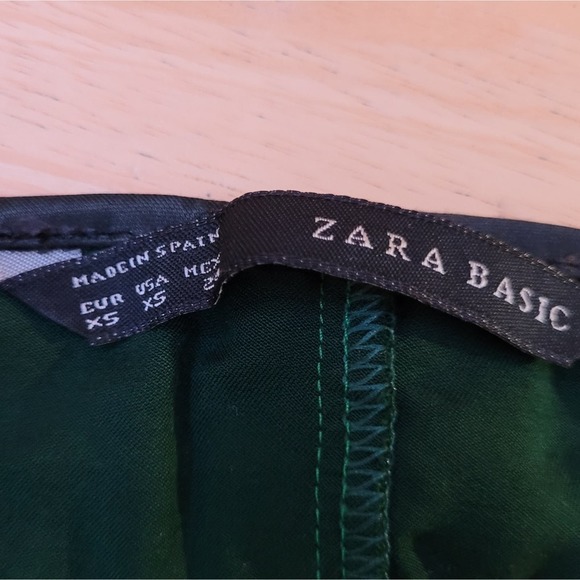 ZARA BASIC
MADE IN SPAIN
EUR USA MEX
XS XS